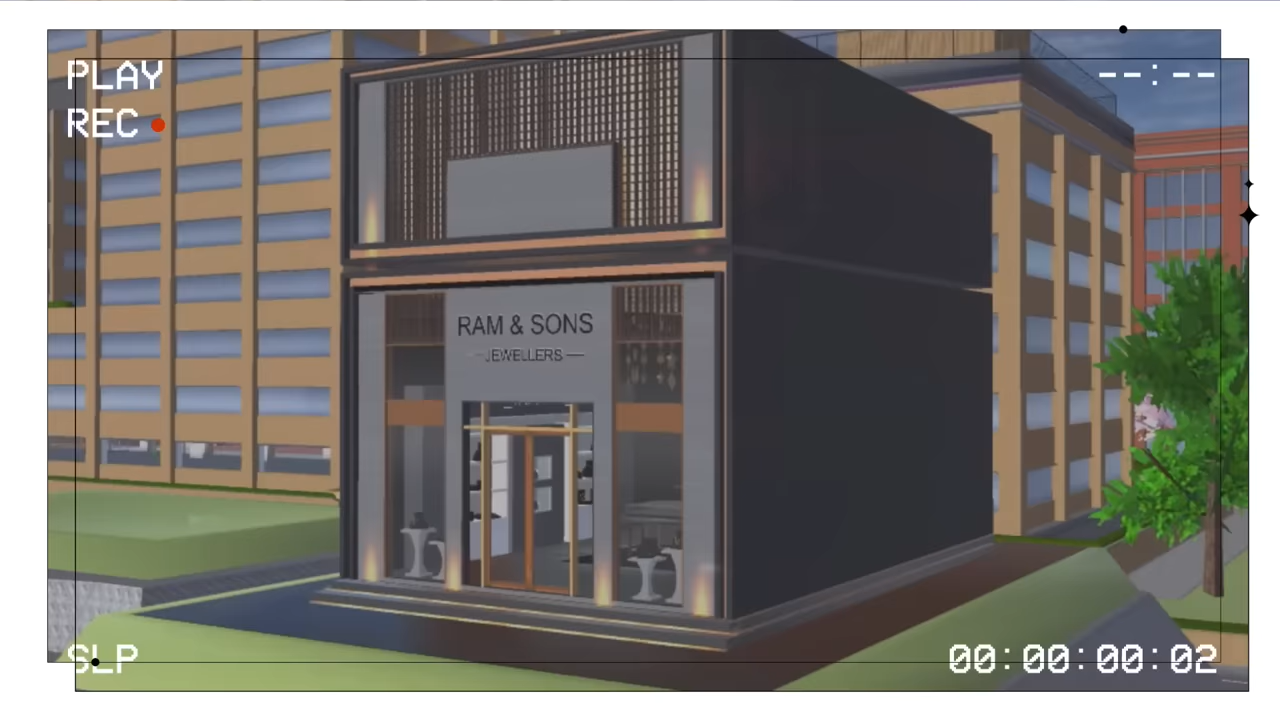 PLAY
--:--
REC
RAM & SONS
JEWELLERS
SLP
00:00:00:02